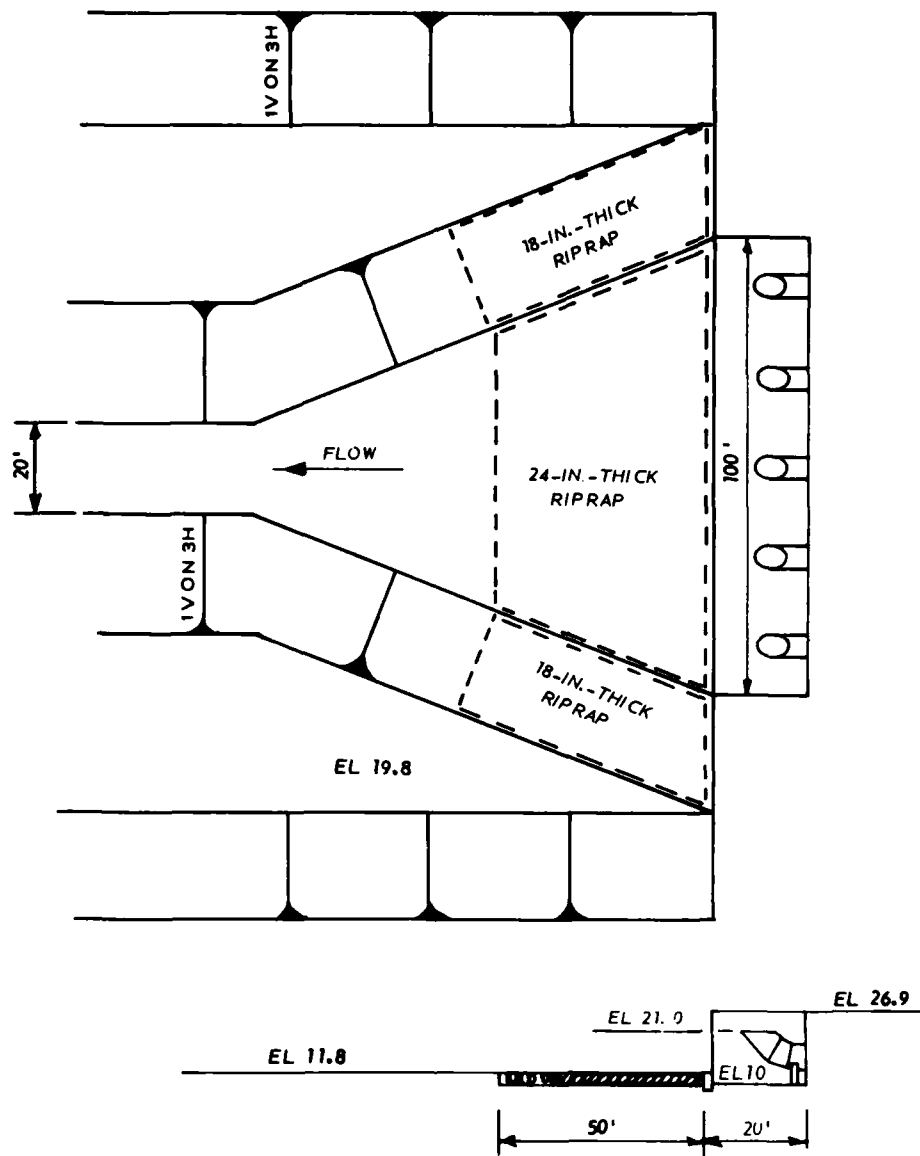 1V ON 3H
18-IN.-THICK
RIPRAP
20'
FLOW
24-IN.-THICK
RIPRAP
100'
1V ON 3H
18-IN.-THICK
RIPRAP
EL 19.8
EL 26.9
EL 21.0
EL 11.8
EL 10
50'
20'